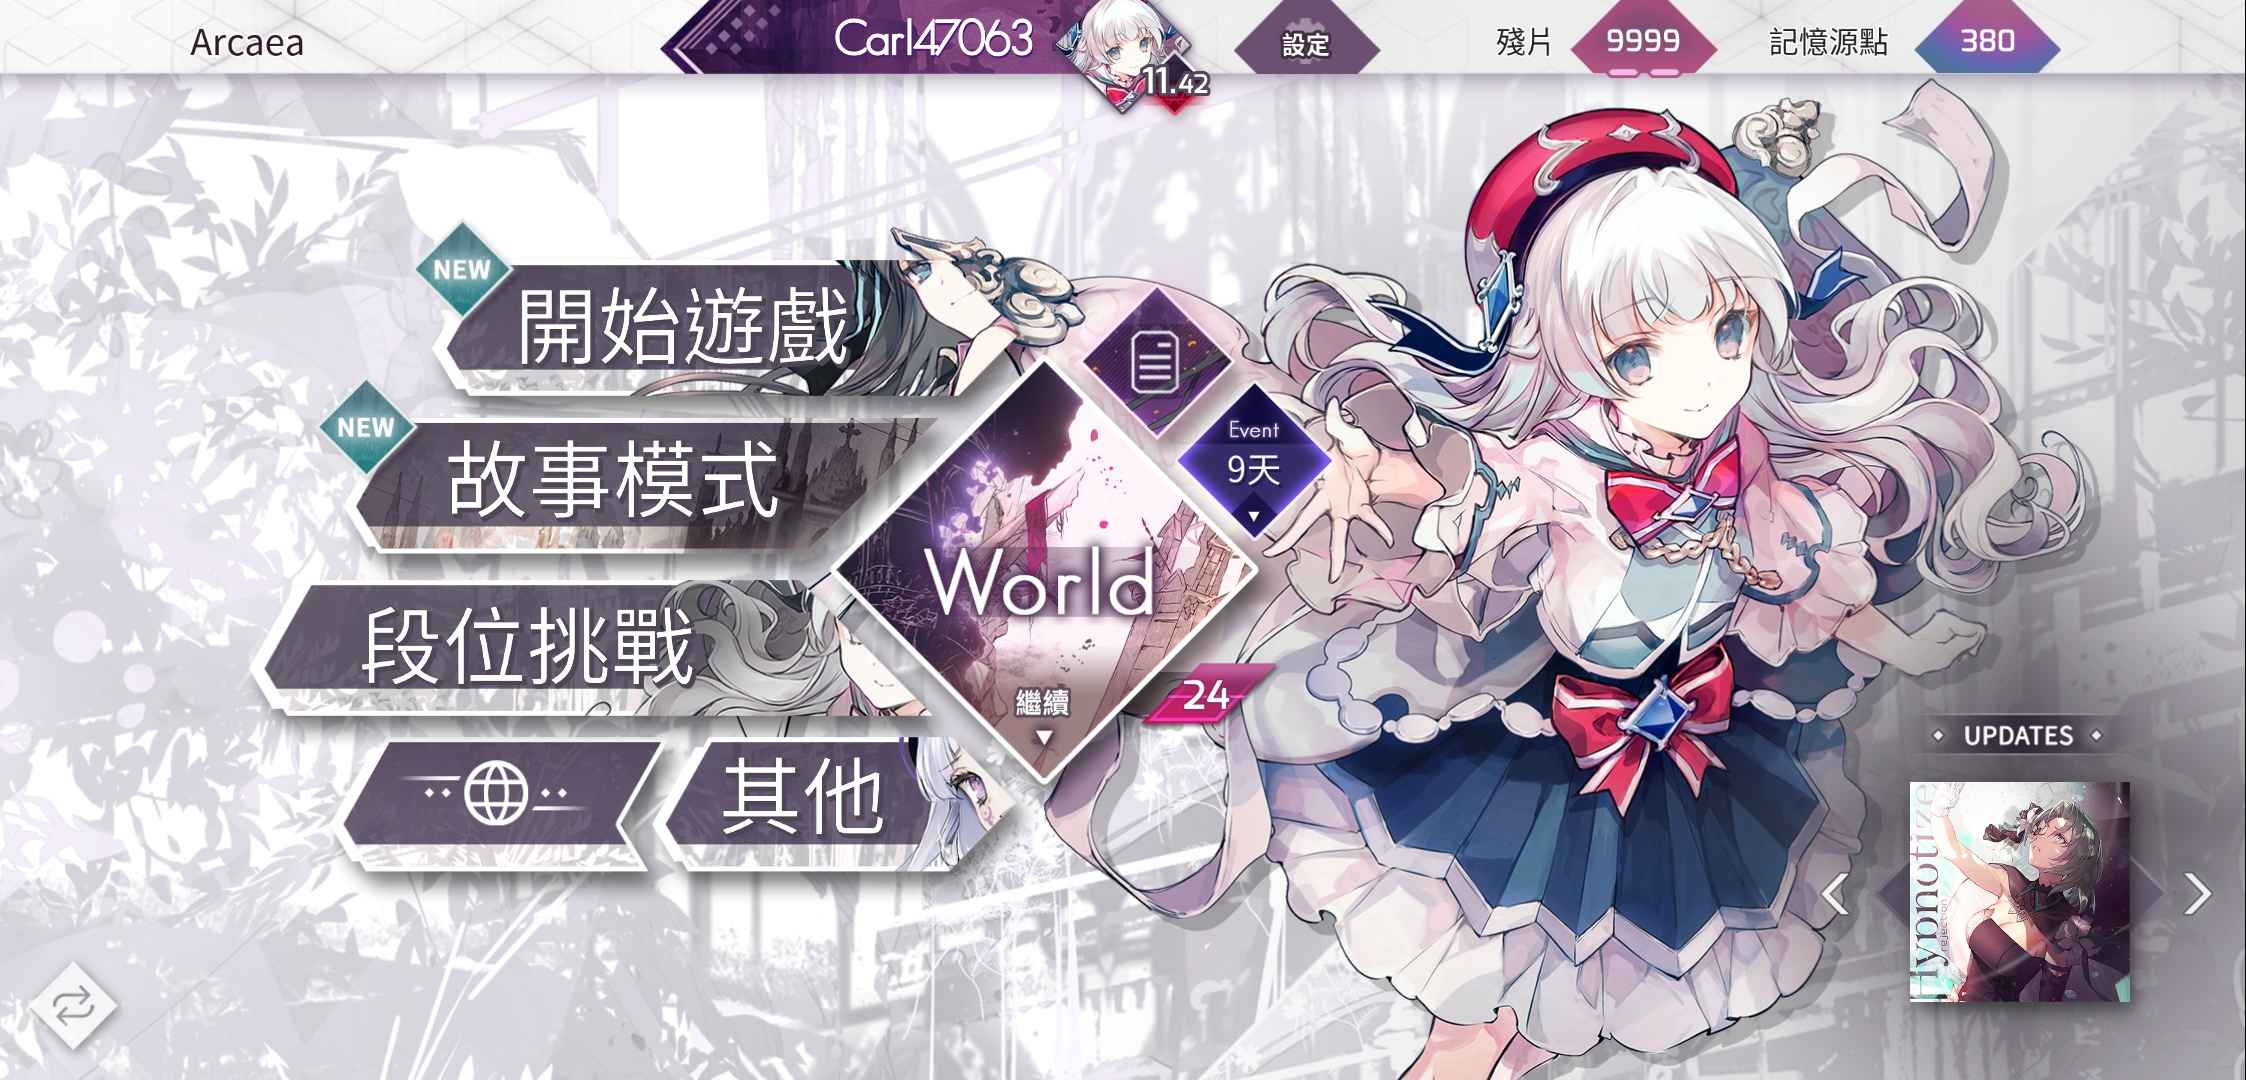 Arcaea
Carl47063
11.42
設定
殘片
9999
記憶源點
380
NEW
開始遊戲
NEW
故事模式
Event
9天
World
繼續
24
段位挑戰
其他
UPDATES
Hypnotize
rejection